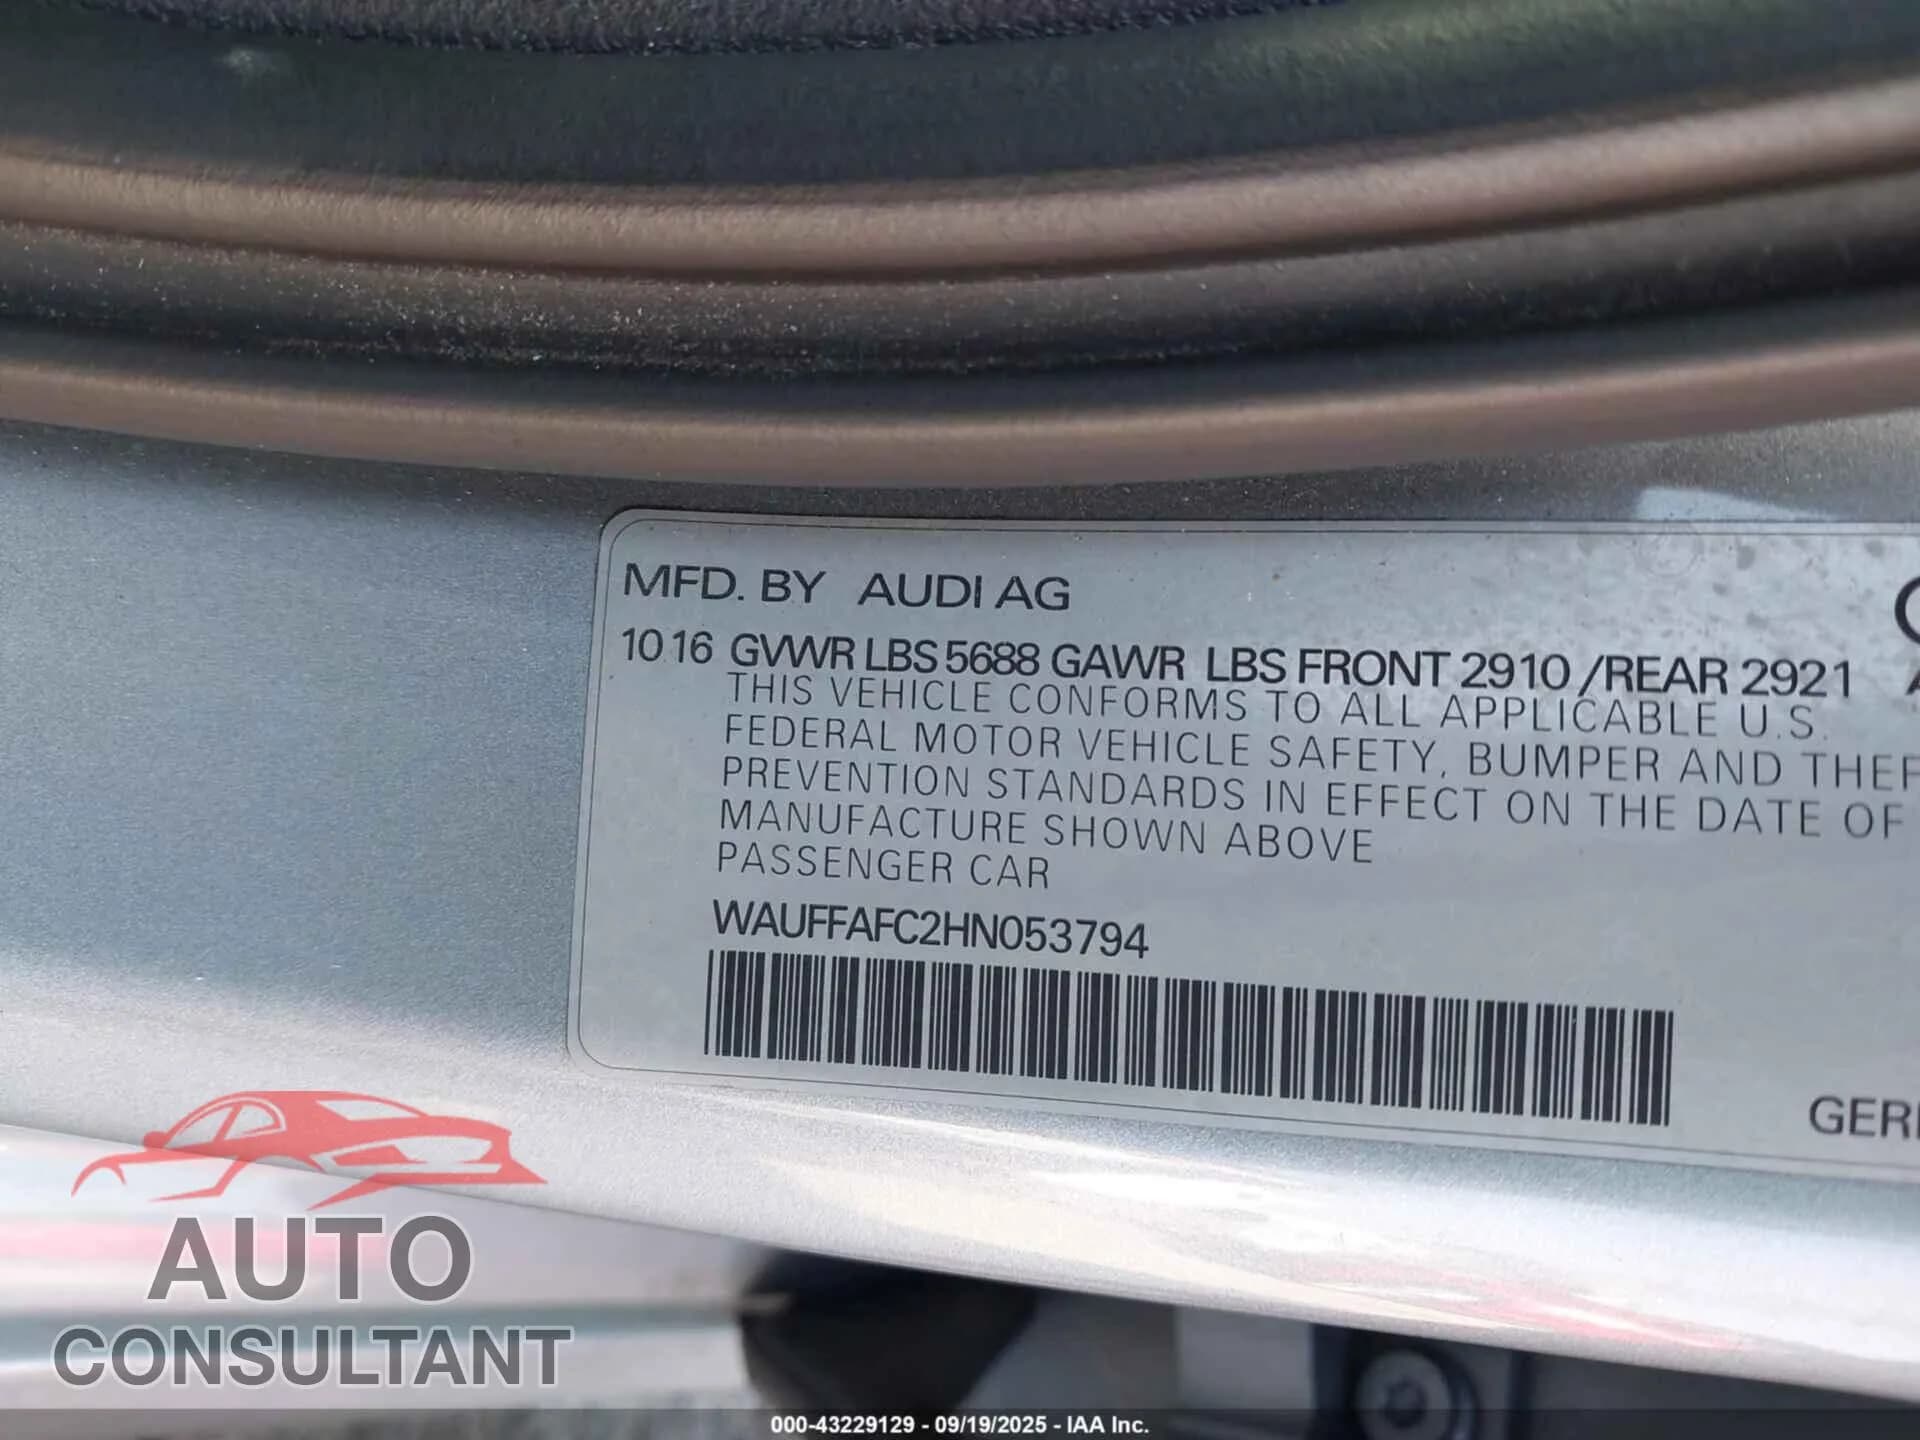 MFD. BY AUDI AG
10 16 GVWR LBS 5688 GAWR LBS FRONT 2910 /REAR 2921
THIS VEHICLE CONFORMS TO ALL APPLICABLE U.S.
FEDERAL MOTOR VEHICLE SAFETY, BUMPER AND THEF
PREVENTION STANDARDS IN EFFECT ON THE DATE OF
MANUFACTURE SHOWN ABOVE
PASSENGER CAR
WAUFFAFC2HN053794
GER
AUTO
CONSULTANT
000-43229129 - 09/19/2025 - IAA Inc.